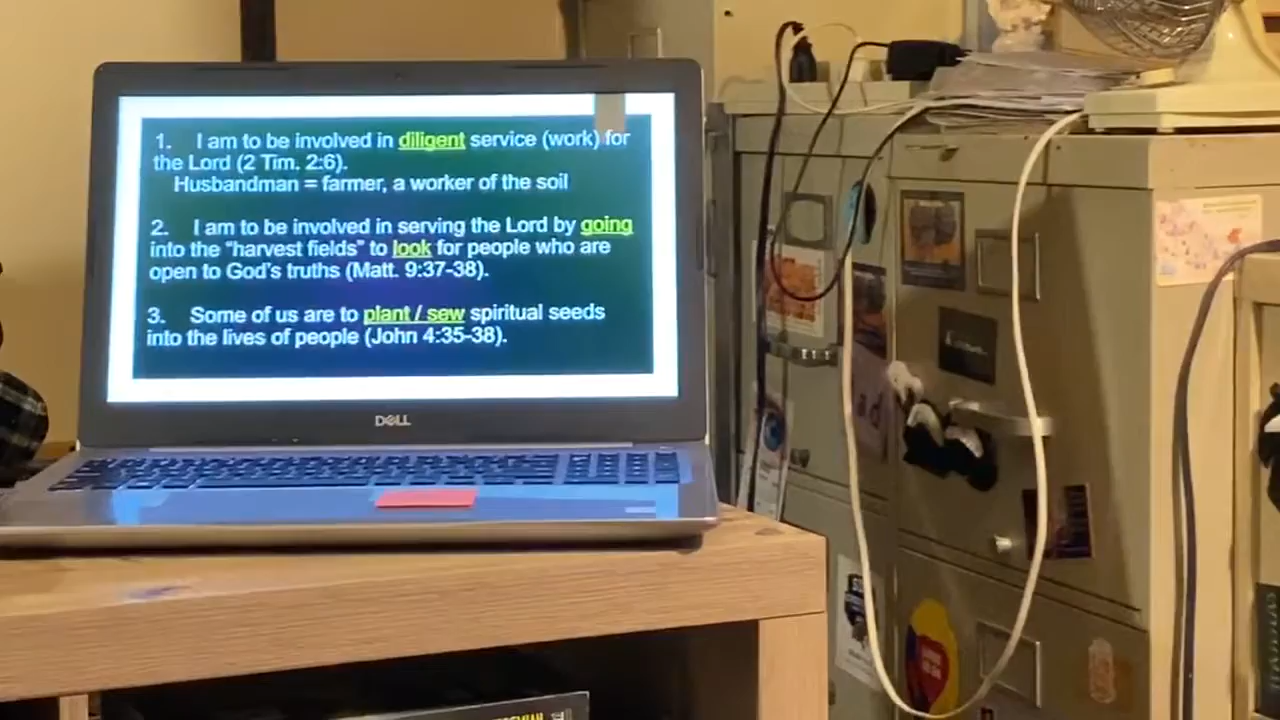 1. I am to be involved in diligent service (work) for
the Lord (2 Tim. 2:6).
Husbandman = farmer, a worker of the soil
2. I am to be involved in serving the Lord by going
into the “harvest fields” to look for people who are
open to God’s truths (Matt. 9:37-38).
3. Some of us are to plant / sew spiritual seeds
into the lives of people (John 4:35-38).
DELL